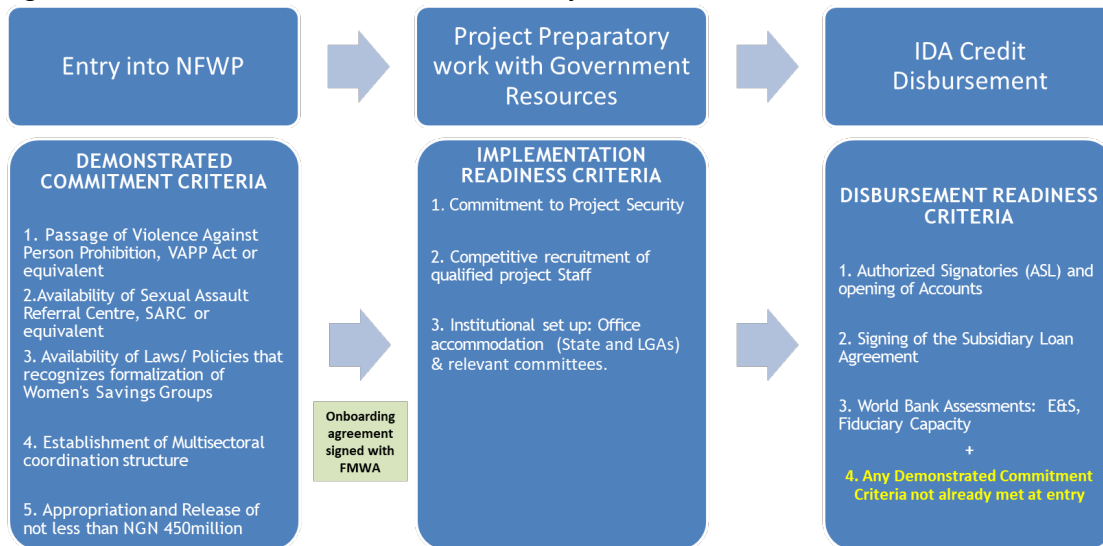 Entry into NFWP
Project Preparatory
work with Government
Resources
IDA Credit
Disbursement
DEMONSTRATED
COMMITMENT CRITERIA
1. Passage of Violence Against
Person Prohibition, VAPP Act or
equivalent
2.Availability of Sexual Assault
Referral Centre, SARC or
equivalent
3. Availability of Laws/ Policies that
recognizes formalization of
Women's Savings Groups
4. Establishment of Multisectoral
coordination structure
5. Appropriation and Release of
not less than NGN 450million
Onboarding
agreement
signed with
FMWA
IMPLEMENTATION
READINESS CRITERIA
1. Commitment to Project Security
2. Competitive recruitment of
qualified project Staff
3. Institutional set up: Office
accommodation (State and LGAs)
& relevant committees.
DISBURSEMENT READINESS
CRITERIA
1. Authorized Signatories (ASL) and
opening of Accounts
2. Signing of the Subsidiary Loan
Agreement
3. World Bank Assessments: E&S,
Fiduciary Capacity
+
4. Any Demonstrated Commitment
Criteria not already met at entry